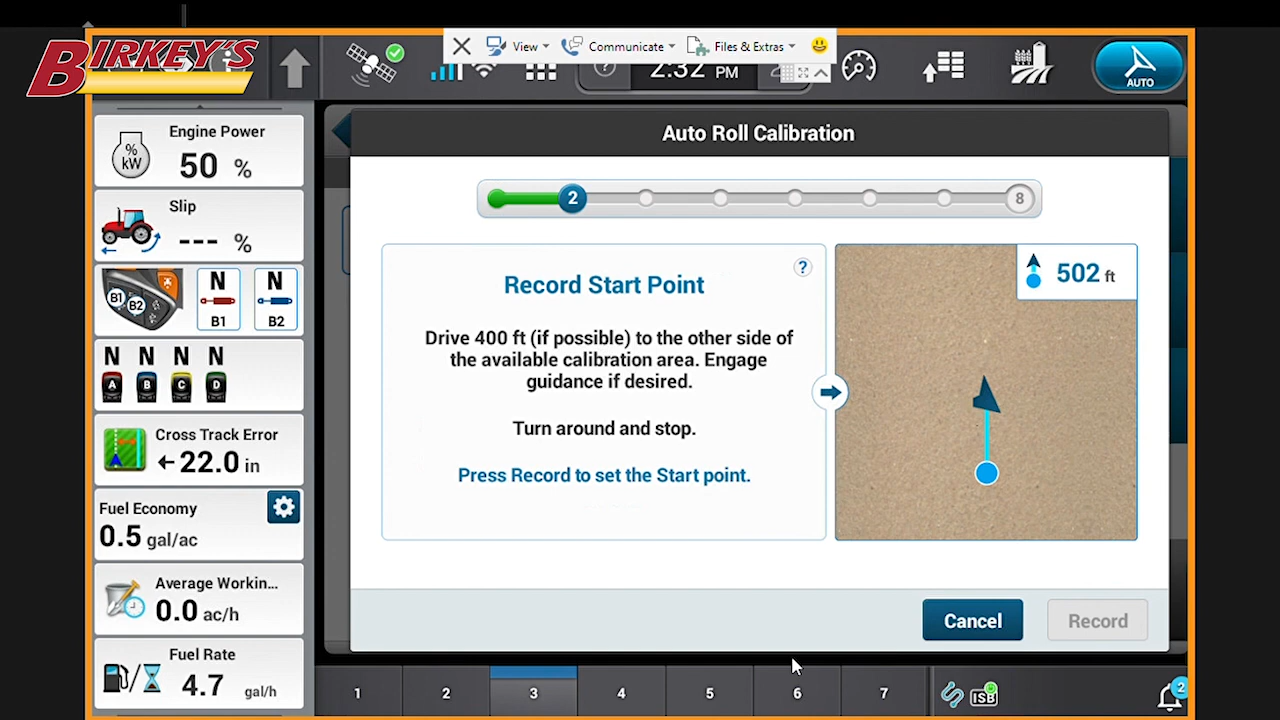 BIRKEY'S
View
Communicate
Files & Extras
2:32 PM
AUTO
Engine Power
% kW
50 %
Slip
--- %
B1 B2
N
B1
N
B2
N N N N
A B C D
Cross Track Error
22.0 in
Fuel Economy
0.5 gal/ac
Average Workin...
0.0 ac/h
Fuel Rate
4.7 gal/h
Auto Roll Calibration
2
8
Record Start Point
?
Drive 400 ft (if possible) to the other side of
the available calibration area. Engage
guidance if desired.
Turn around and stop.
Press Record to set the Start point.
502 ft
Cancel
Record
1 2 3 4 5 6 7
ISB
2